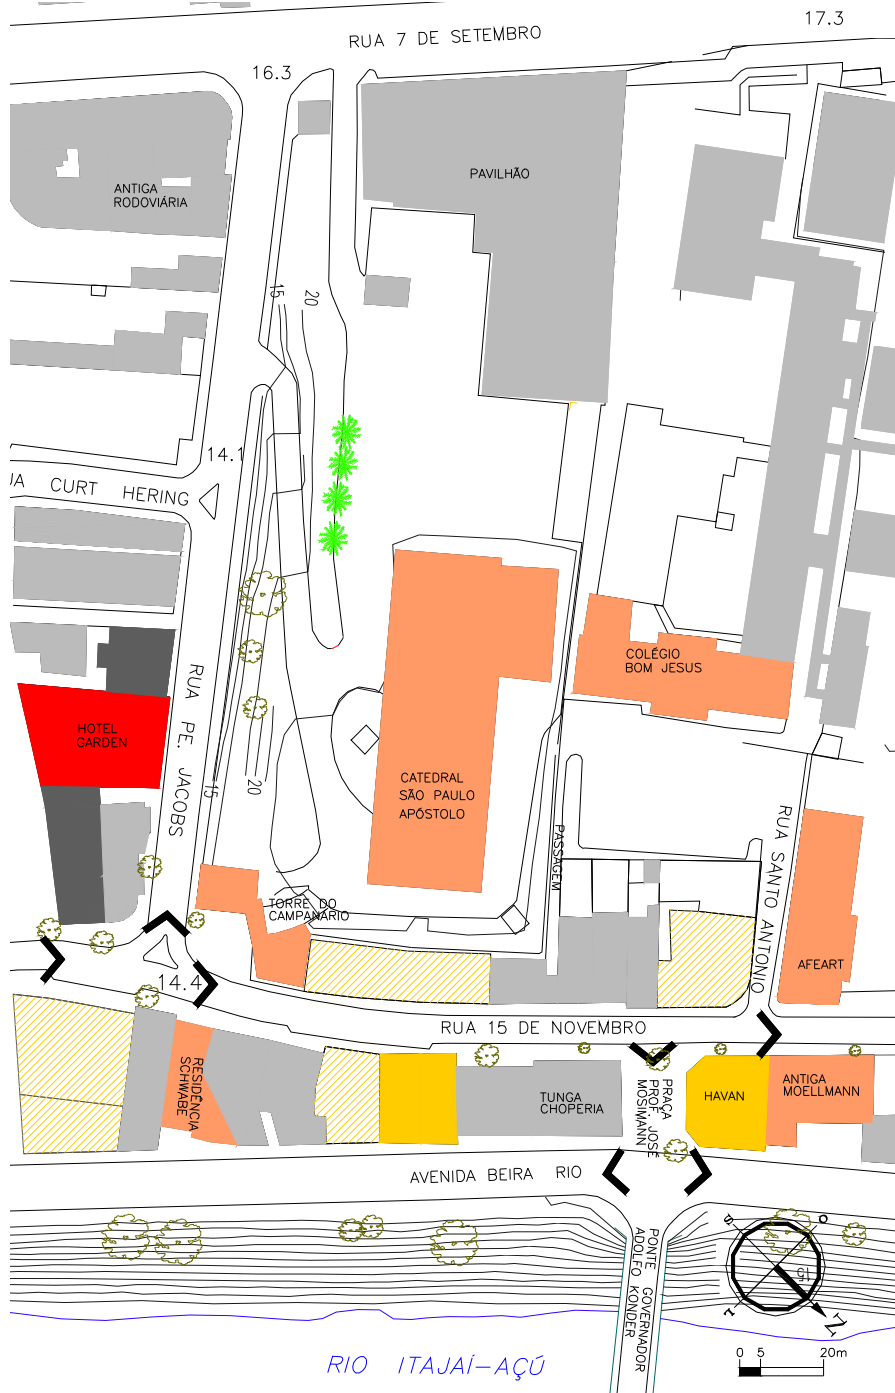 17.3
RUA 7 DE SETEMBRO
16.3
PAVILHÃO
ANTIGA
RODOVIÁRIA
15
20
14.1
UA CURT HERING
COLÉGIO
BOM JESUS
RUA PE. JACOBS
HOTEL
GARDEN
CATEDRAL
SÃO PAULO
APÓSTOLO
15
20
PASSAGEM
RUA SANTO ANTONIO
TORRE DO
CAMPANÁRIO
AFEART
14.4
RUA 15 DE NOVEMBRO
RESIDÊNCIA
SCHWABE
TUNGA
CHOPERIA
PRAÇA
PROF. JOSÉ
MOSIMANN
HAVAN
ANTIGA
MOELLMANN
AVENIDA BEIRA RIO
PONTE GOVERNADOR
ADOLFO KONDER
S
O
15
L
N
RIO ITAJAÍ-AÇÚ
0 5 20m